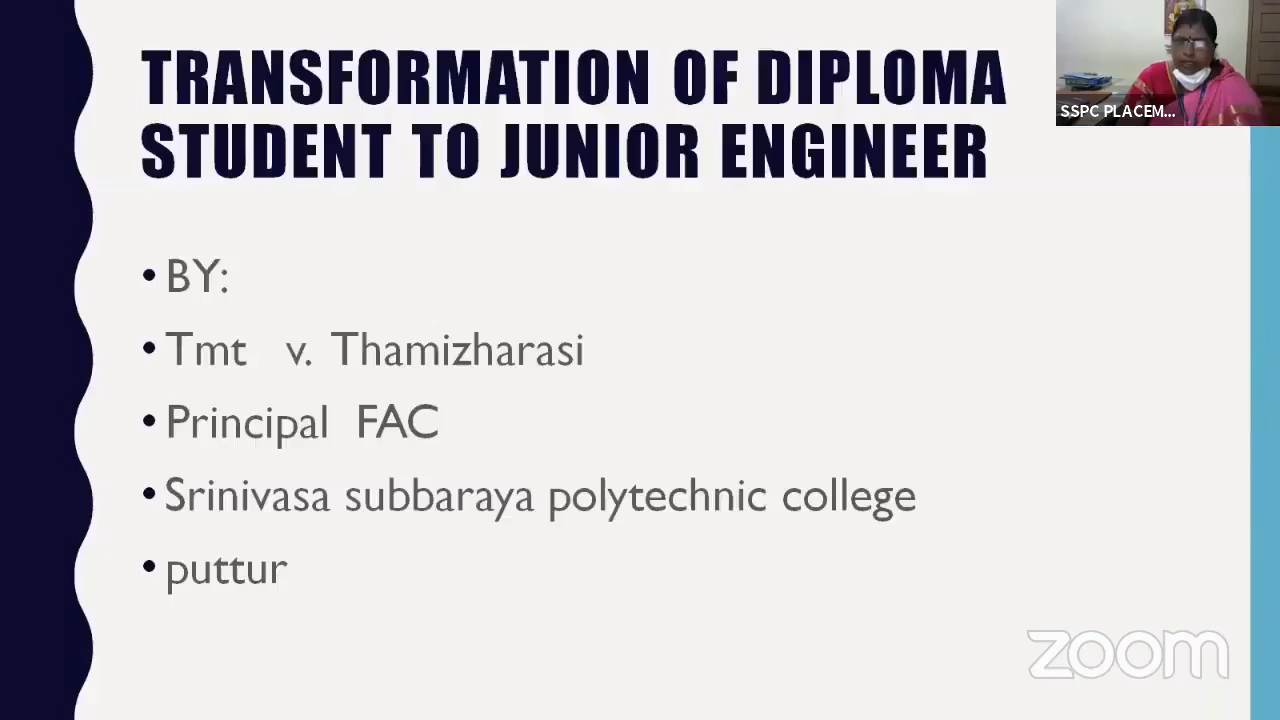 TRANSFORMATION OF DIPLOMA
STUDENT TO JUNIOR ENGINEER
SSPC PLACEM...
• BY:
• Tmt v. Thamizharasi
• Principal FAC
• Srinivasa subbaraya polytechnic college
• puttur
zoom